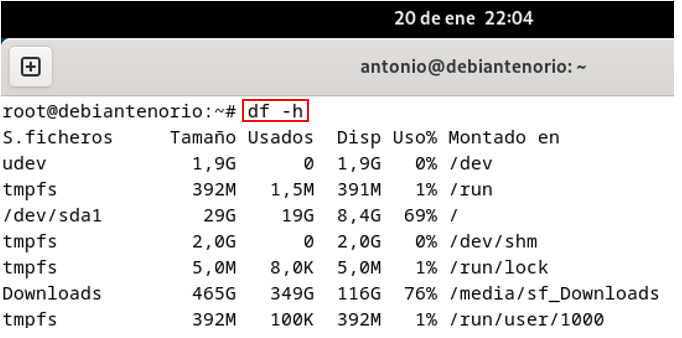 20 de ene 22:04
antonio@debiantenorio: ~
root@debiantenorio:~# df -h
S.ficheros Tamaño Usados Disp Uso% Montado en
udev 1,9G 0 1,9G 0% /dev
tmpfs 392M 1,5M 391M 1% /run
/dev/sda1 29G 19G 8,4G 69% /
tmpfs 2,0G 0 2,0G 0% /dev/shm
tmpfs 5,0M 8,0K 5,0M 1% /run/lock
Downloads 465G 349G 116G 76% /media/sf_Downloads
tmpfs 392M 100K 392M 1% /run/user/1000